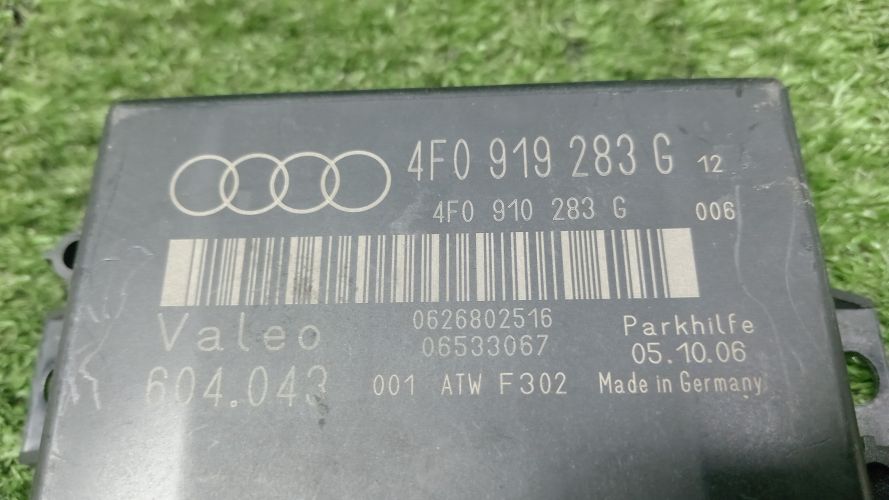 4F0 919 283 G 12
4F0 910 283 G 006
Valeo 0626802516 Parkhilfe
06533067 05.10.06
604.043 001 ATW F302 Made in Germany